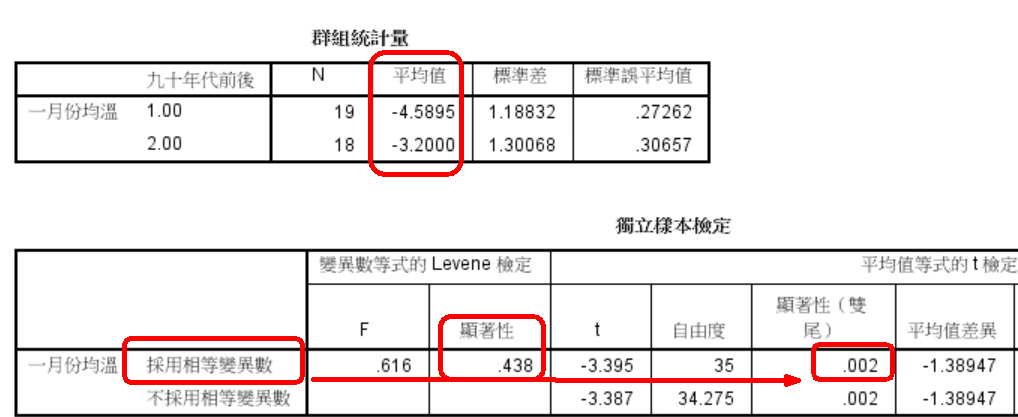 群組統計量
九十年代前後 N 平均值 標準差 標準誤平均值
一月份均溫 1.00 19 -4.5895 1.18832 .27262
2.00 18 -3.2000 1.30068 .30657
獨立樣本檢定
變異數等式的 Levene 檢定 平均值等式的 t 檢定
F 顯著性 t 自由度 顯著性（雙尾） 平均值差異
一月份均溫 採用相等變異數 .616 .438 -3.395 35 .002 -1.38947
不採用相等變異數 -3.387 34.275 .002 -1.38947